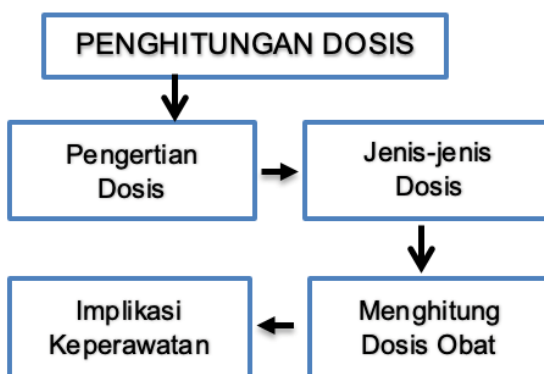 PENGHITUNGAN DOSIS
Pengertian
Dosis
Jenis-jenis
Dosis
Menghitung
Dosis Obat
Implikasi
Keperawatan